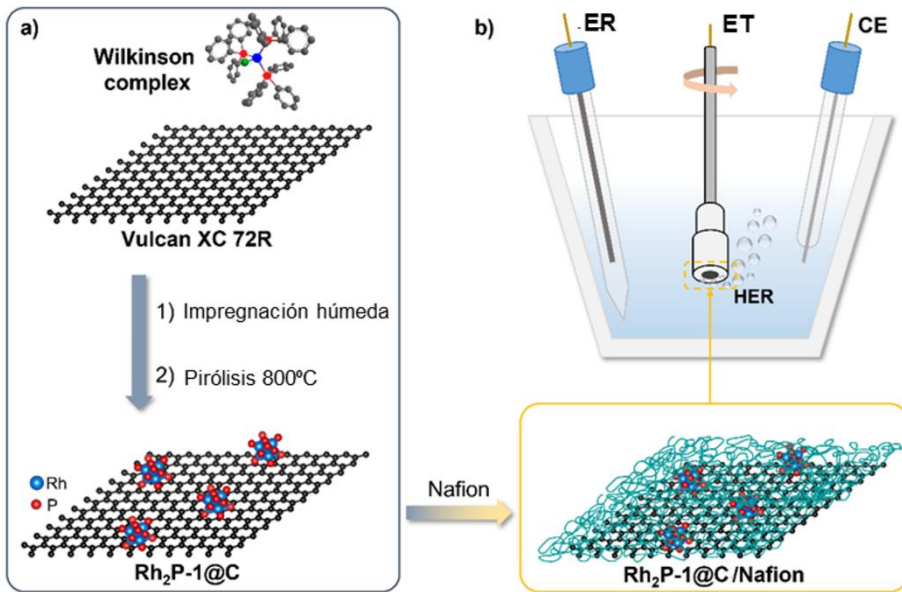 a)
Wilkinson
complex
Vulcan XC 72R
1) Impregnación húmeda
2) Pirólisis 800ºC
Rh
P
Rh₂P-1@C
Nafion
b)
ER
ET
CE
HER
Rh₂P-1@C/Nafion